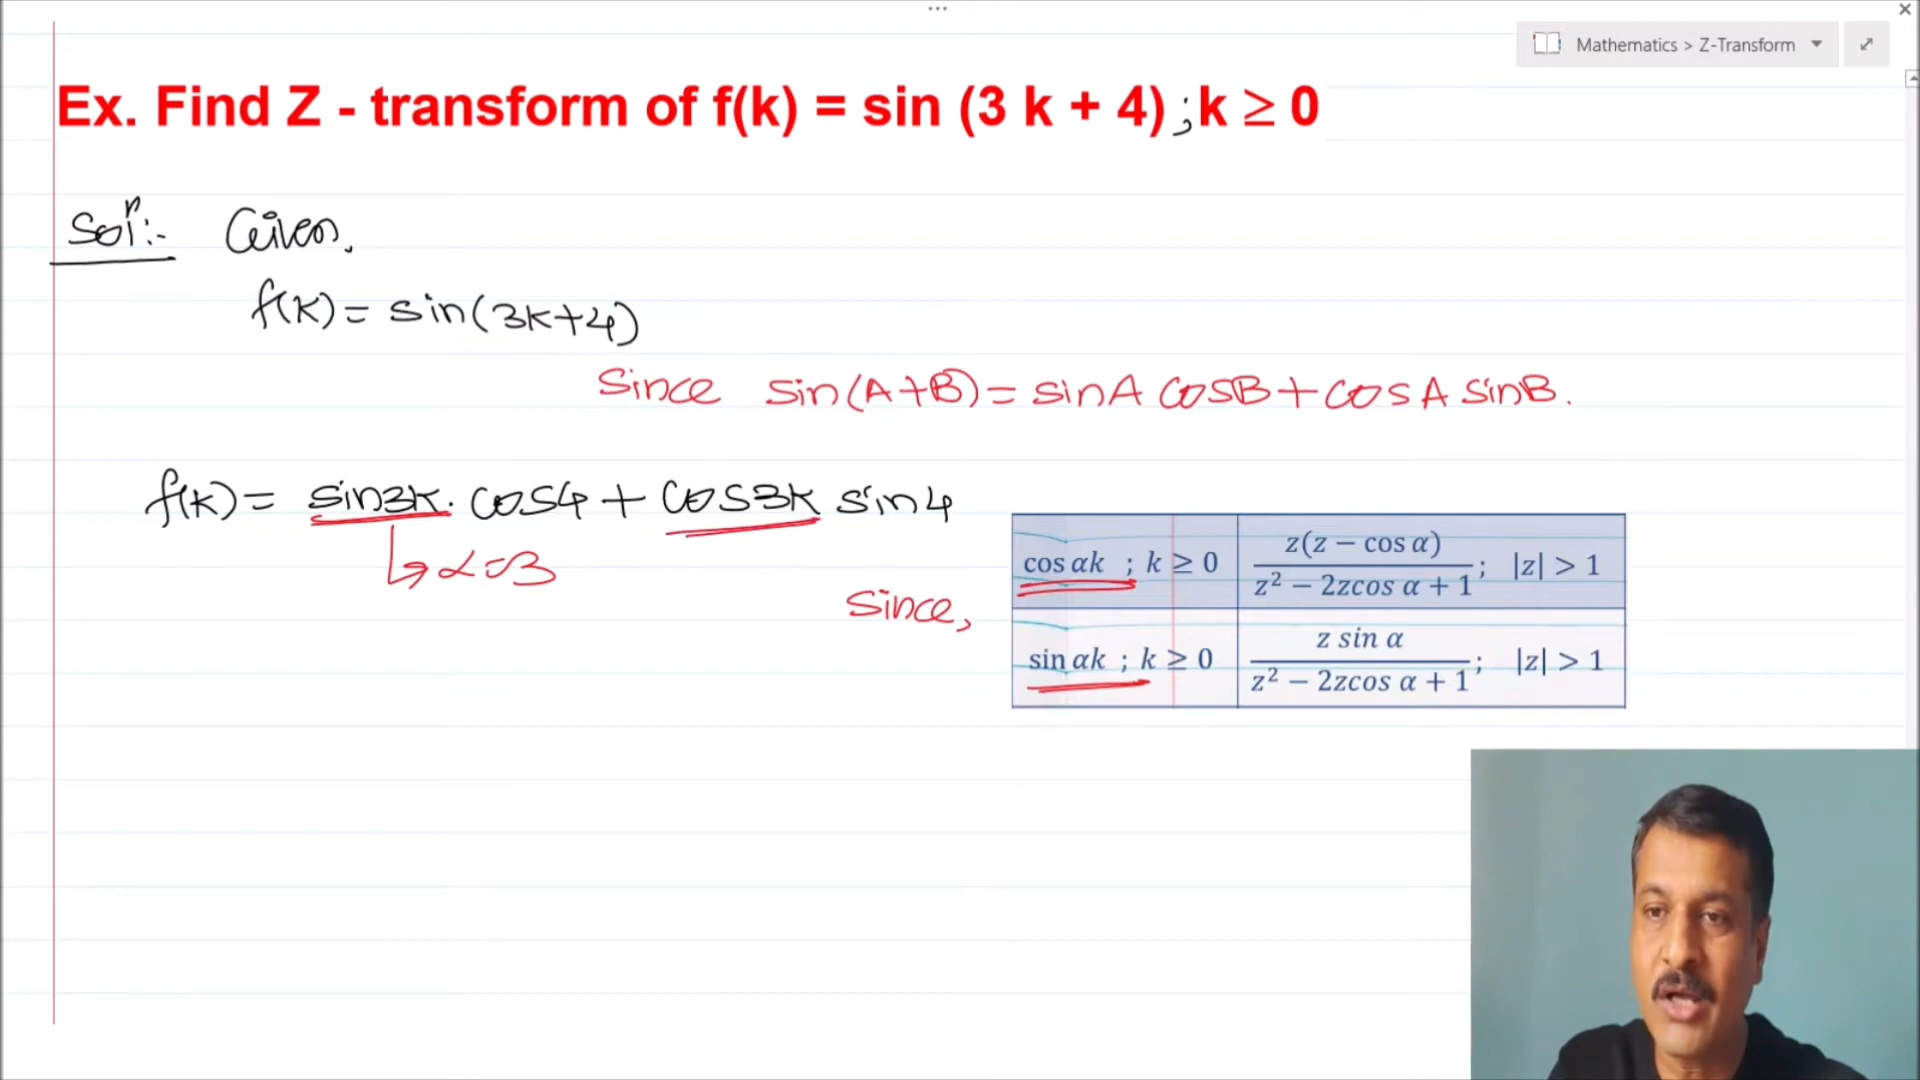 Mathematics > Z-Transform
Ex. Find Z - transform of f(k) = sin (3 k + 4) ; k ≥ 0
Solⁿ:- Given,
f(k) = sin(3k+4)
Since sin(A+B) = sinA cosB + cosA sinB.
f(k) = sin3k. cos4 + cos3k sin4
↳ α=3
Since,
cos αk ; k ≥ 0 z(z − cos α) / z² − 2zcos α + 1 ; |z| > 1
sin αk ; k ≥ 0 z sin α / z² − 2zcos α + 1 ; |z| > 1